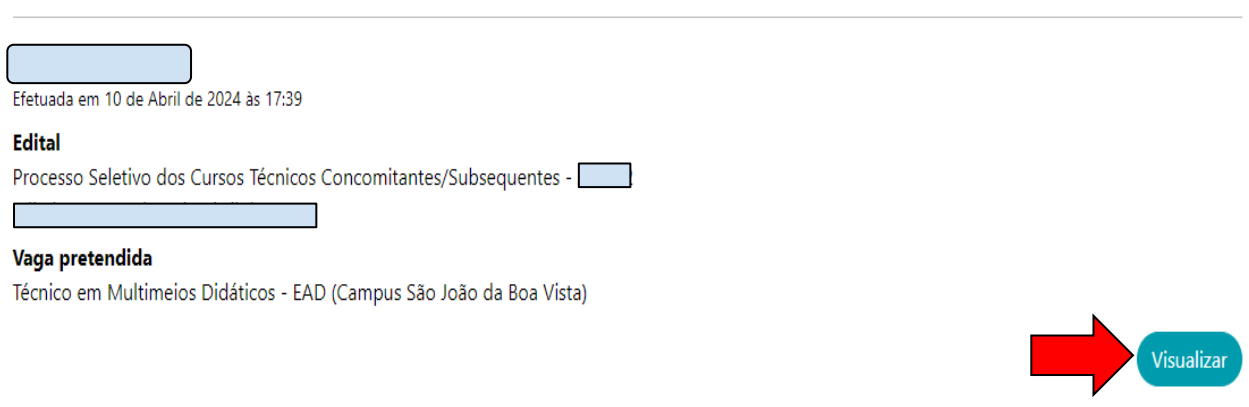 Efetuada em 10 de Abril de 2024 às 17:39
Edital
Processo Seletivo dos Cursos Técnicos Concomitantes/Subsequentes -
Vaga pretendida
Técnico em Multimeios Didáticos - EAD (Campus São João da Boa Vista)
Visualizar